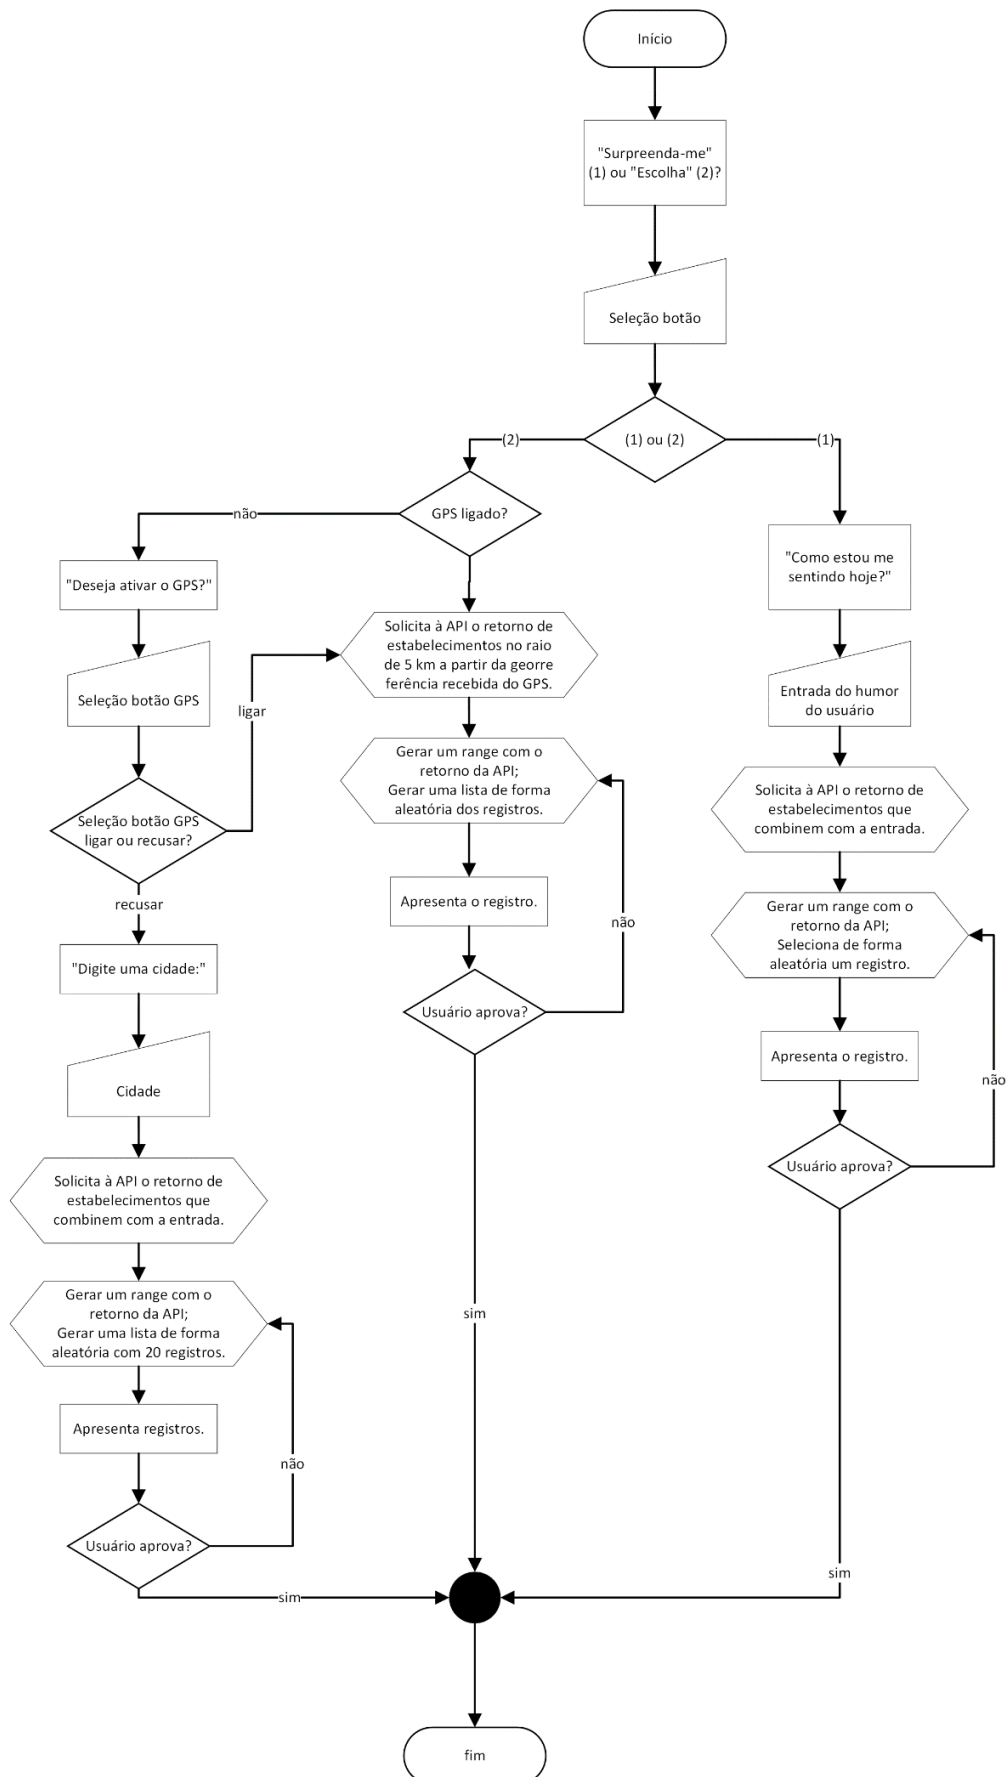 Início
"Surpreenda-me"
(1) ou "Escolha" (2)?
Seleção botão
(1) ou (2)
(2)
(1)
GPS ligado?
não
"Deseja ativar o GPS?"
Seleção botão GPS
Seleção botão GPS
ligar ou recusar?
ligar
recusar
"Digite uma cidade:"
Cidade
Solicita à API o retorno de
estabelecimentos que
combinem com a entrada.
Gerar um range com o
retorno da API;
Gerar uma lista de forma
aleatória com 20 registros.
Apresenta registros.
não
Usuário aprova?
sim
Solicita à API o retorno de
estabelecimentos no raio
de 5 km a partir da georre
ferência recebida do GPS.
Gerar um range com o
retorno da API;
Gerar uma lista de forma
aleatória dos registros.
Apresenta o registro.
não
Usuário aprova?
sim
"Como estou me
sentindo hoje?"
Entrada do humor
do usuário
Solicita à API o retorno de
estabelecimentos que
combinem com a entrada.
Gerar um range com o
retorno da API;
Seleciona de forma
aleatória um registro.
Apresenta o registro.
não
Usuário aprova?
sim
fim